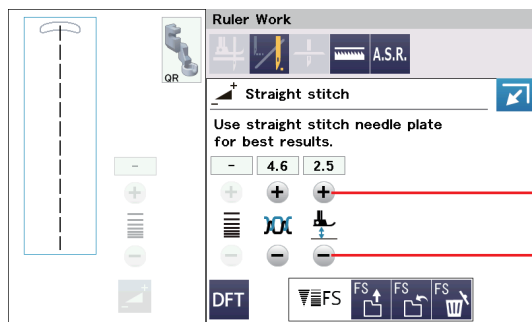 QR
-
Ruler Work
A.S.R.
Straight stitch
Use straight stitch needle plate
for best results.
- 4.6 2.5
DFT
FS FS FS FS